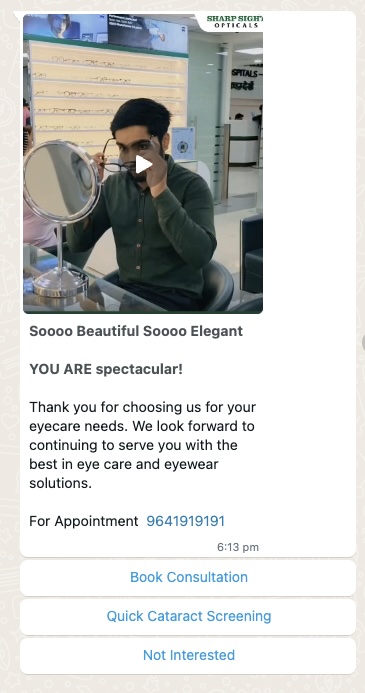 SHARP SIGHT
OPTICALS
Soooo Beautiful Soooo Elegant
YOU ARE spectacular!
Thank you for choosing us for your
eyecare needs. We look forward to
continuing to serve you with the
best in eye care and eyewear
solutions.
For Appointment 9641919191
6:13 pm
Book Consultation
Quick Cataract Screening
Not Interested